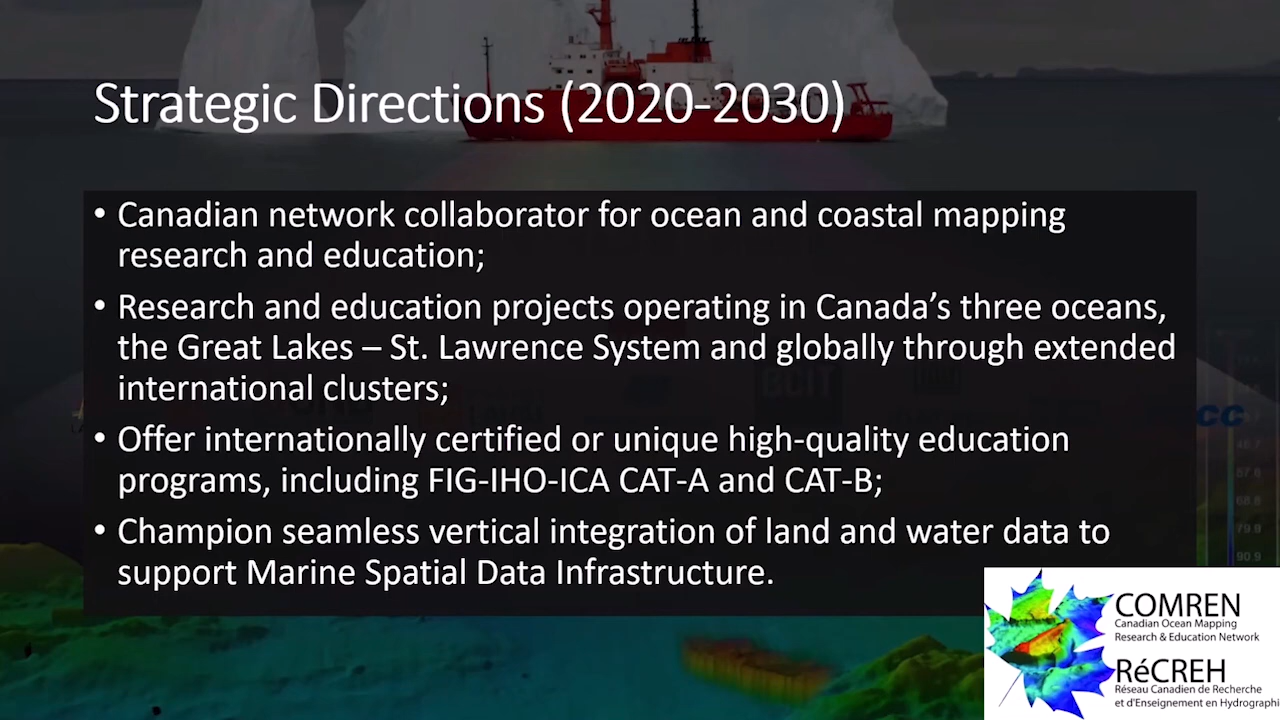 Strategic Directions (2020-2030)
• Canadian network collaborator for ocean and coastal mapping
research and education;
• Research and education projects operating in Canada’s three oceans,
the Great Lakes – St. Lawrence System and globally through extended
international clusters;
• Offer internationally certified or unique high-quality education
programs, including FIG-IHO-ICA CAT-A and CAT-B;
• Champion seamless vertical integration of land and water data to
support Marine Spatial Data Infrastructure.
79.9
90.9
COMREN
Canadian Ocean Mapping
Research & Education Network
RéCREH
Réseau Canadien de Recherche
et d'Enseignement en Hydrographi